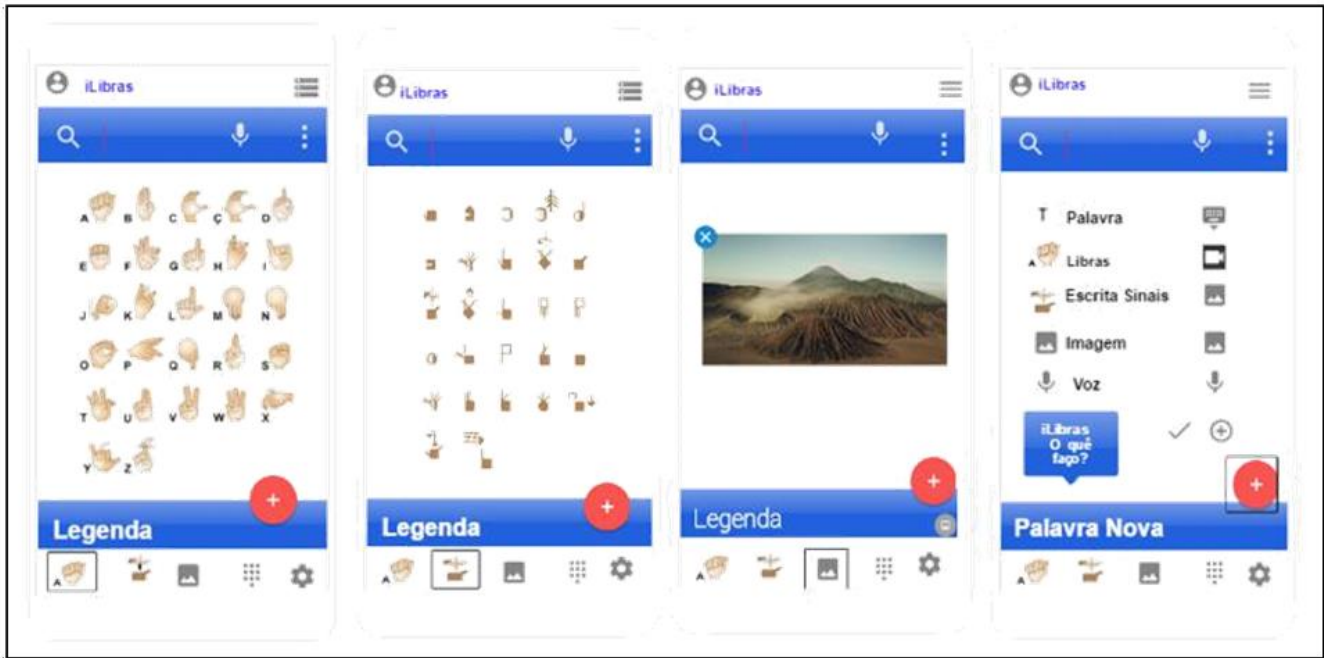 iLibras
A B C Ç D
E F G H I
J K L M N
O P Q R S
T U V W X
Y Z
Legenda
A
iLibras
Legenda
A
iLibras
Legenda
A
iLibras
T Palavra
A Libras
Escrita Sinais
Imagem
Voz
iLibras
O quê
faço?
Palavra Nova
A